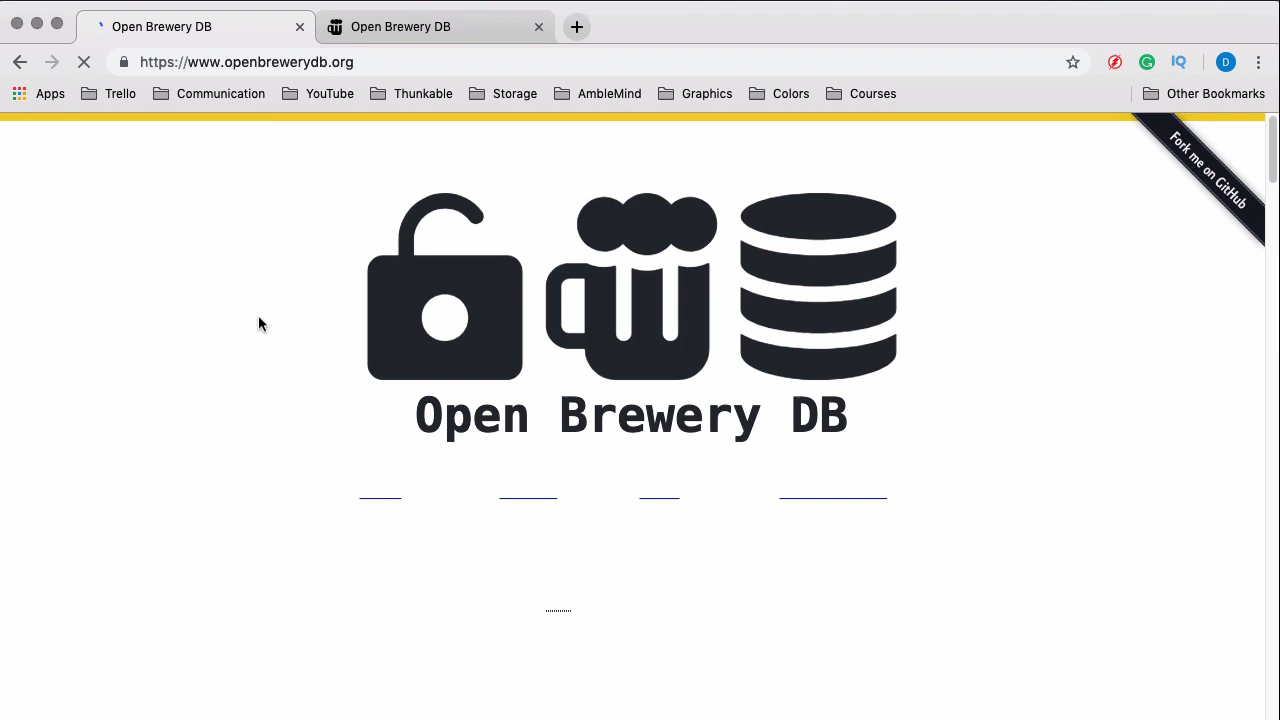 Open Brewery DB
Open Brewery DB
https://www.openbrewerydb.org
IQ
D
Apps
Trello
Communication
YouTube
Thunkable
Storage
AmbleMind
Graphics
Colors
Courses
Other Bookmarks
Fork me on GitHub
Open Brewery DB